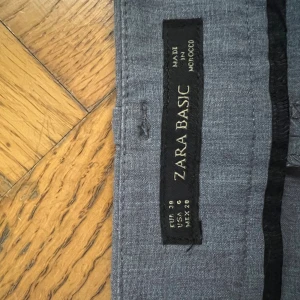 ZARA BASIC
MADE
IN
MOROCCO
EUR 38
USA 6
MEX 28